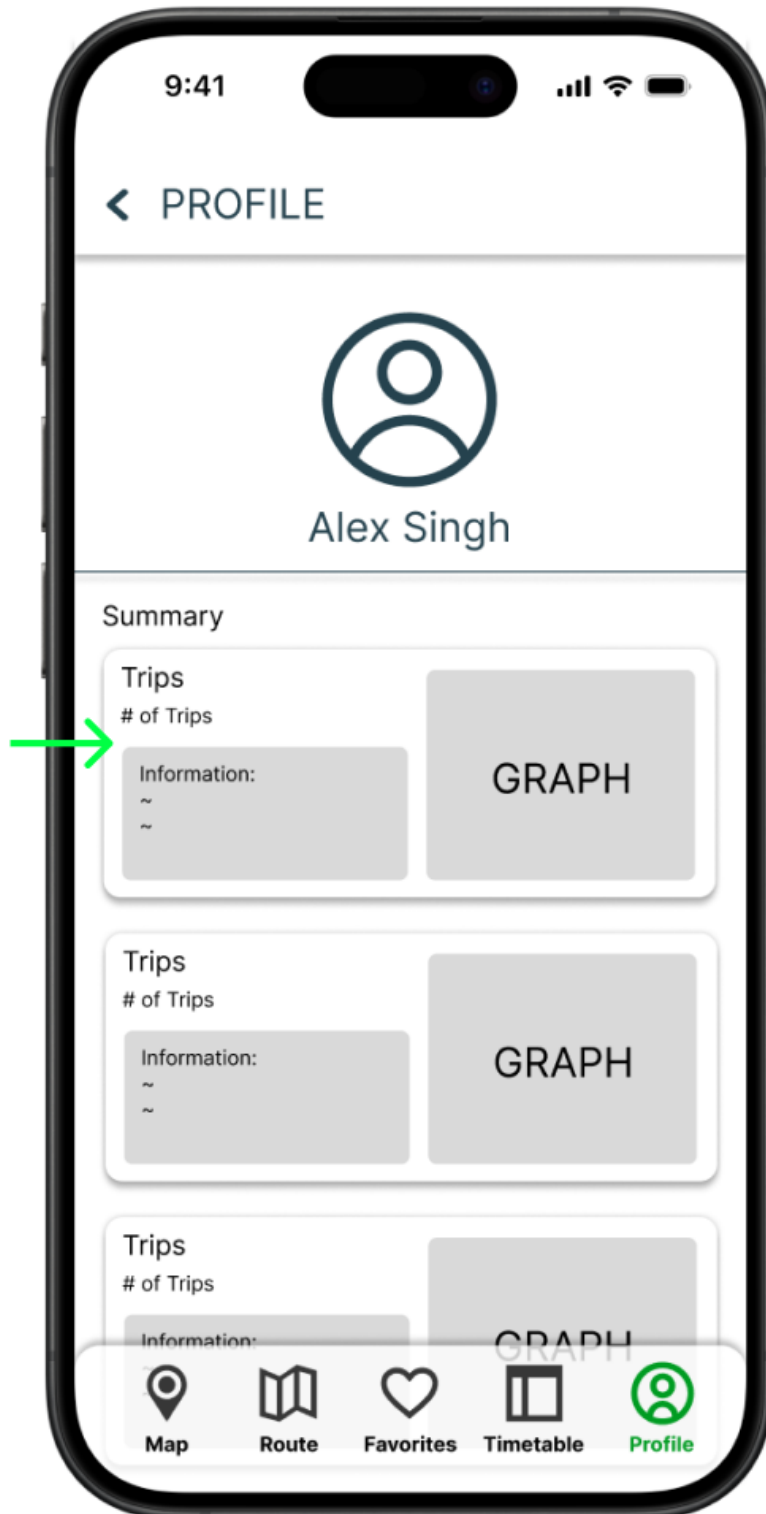 9:41
PROFILE
Alex Singh
Summary
Trips
# of Trips
Information:
~
~
GRAPH
Trips
# of Trips
Information:
~
~
GRAPH
Trips
# of Trips
Information:
~
~
GRAPH
Map
Route
Favorites
Timetable
Profile